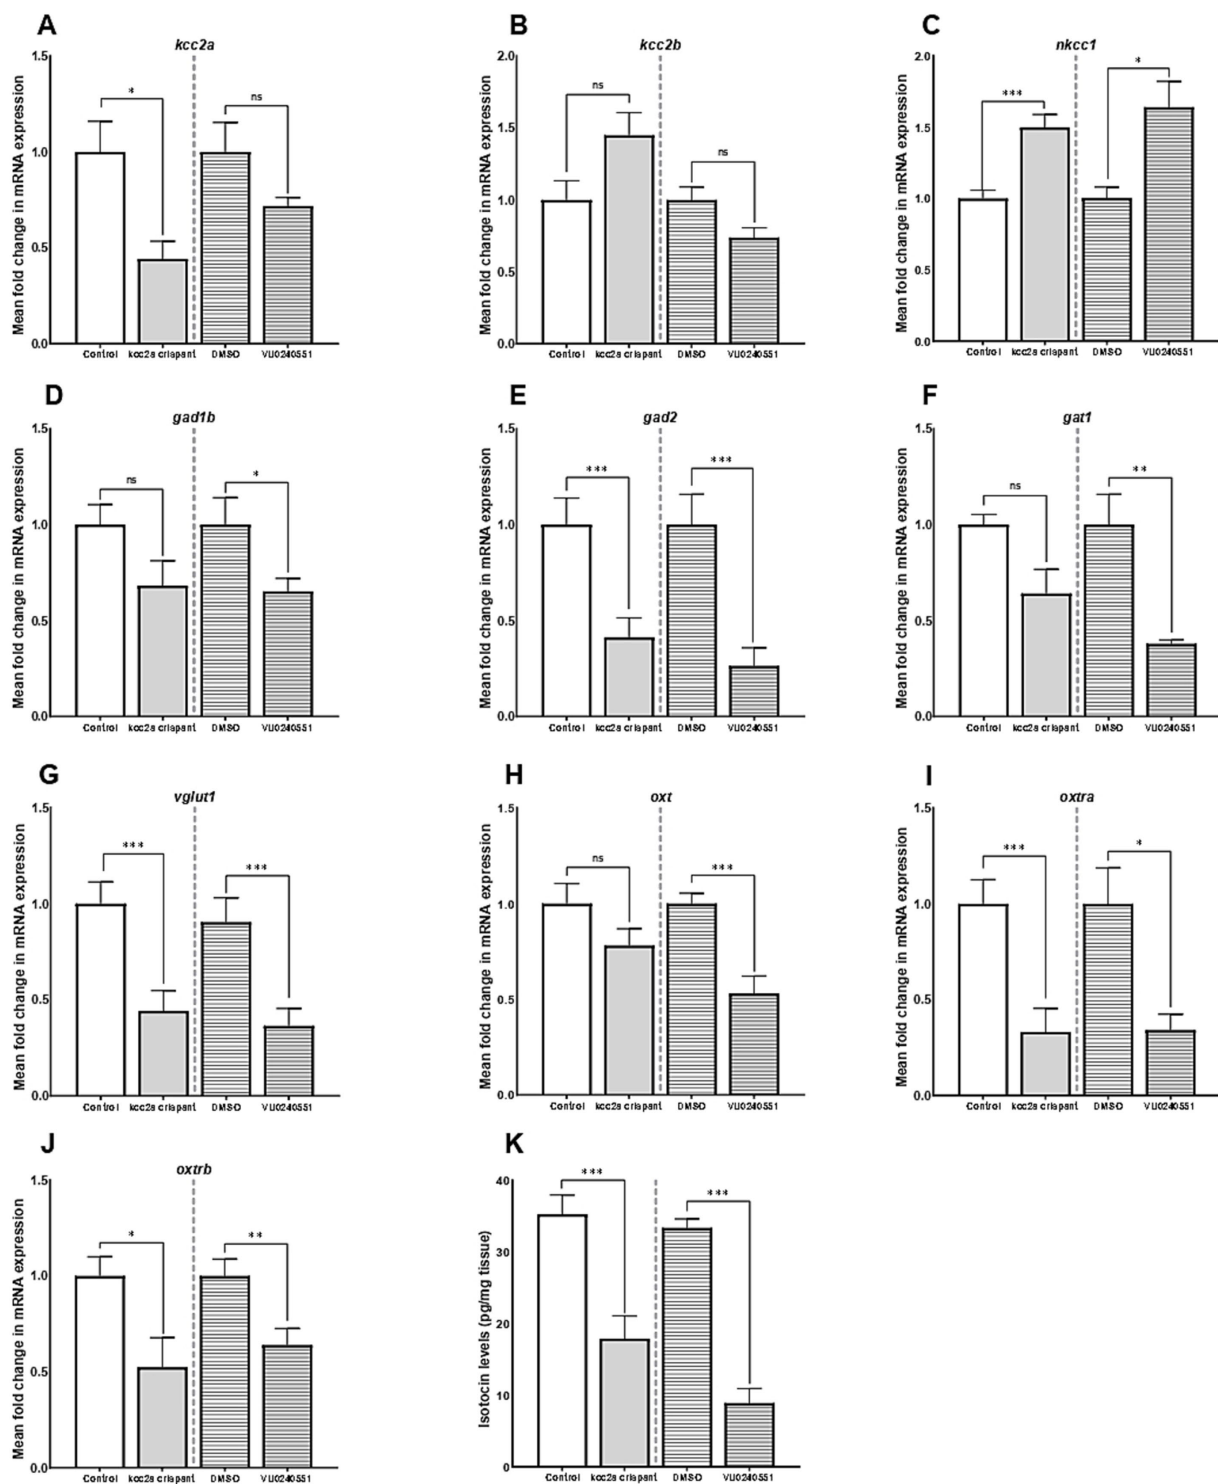 A
kcc2a
Mean fold change in mRNA expression
1.5
1.0
0.5
0.0
*
ns
Control
kcc2a crispant
DMSO
VU0240551
B
kcc2b
Mean fold change in mRNA expression
2.0
1.5
1.0
0.5
0.0
ns
ns
Control
kcc2a crispant
DMSO
VU0240551
C
nkcc1
Mean fold change in mRNA expression
2.0
1.5
1.0
0.5
0.0
***
*
Control
kcc2a crispant
DMSO
VU0240551
D
gad1b
Mean fold change in mRNA expression
1.5
1.0
0.5
0.0
ns
*
Control
kcc2a crispant
DMSO
VU0240551
E
gad2
Mean fold change in mRNA expression
1.5
1.0
0.5
0.0
***
***
Control
kcc2a crispant
DMSO
VU0240551
F
gat1
Mean fold change in mRNA expression
1.5
1.0
0.5
0.0
ns
**
Control
kcc2a crispant
DMSO
VU0240551
G
vglut1
Mean fold change in mRNA expression
1.5
1.0
0.5
0.0
***
***
Control
kcc2a crispant
DMSO
VU0240551
H
oxt
Mean fold change in mRNA expression
1.5
1.0
0.5
0.0
ns
***
Control
kcc2a crispant
DMSO
VU0240551
I
oxtra
Mean fold change in mRNA expression
1.5
1.0
0.5
0.0
***
*
Control
kcc2a crispant
DMSO
VU0240551
J
oxtrb
Mean fold change in mRNA expression
1.5
1.0
0.5
0.0
*
**
Control
kcc2a crispant
DMSO
VU0240551
K
Isotocin levels (pg/mg tissue)
40
30
20
10
0
***
***
Control
kcc2a crispant
DMSO
VU0240551